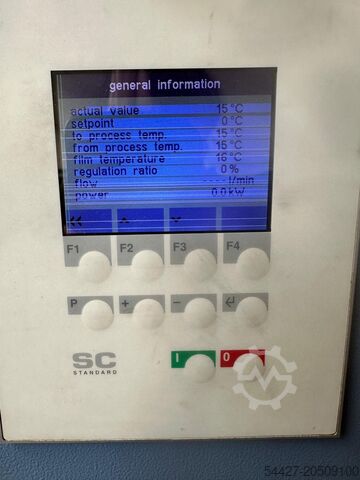 general information
actual value 15 °C
setpoint 0 °C
to process temp. 15 °C
from process temp. 15 °C
film temperature 16 °C
regulation ratio 0 %
flow ---- l/min
power 0.0 kW
F1 F2 F3 F4
P + −
SC
STANDARD
I 0
54427-20509100